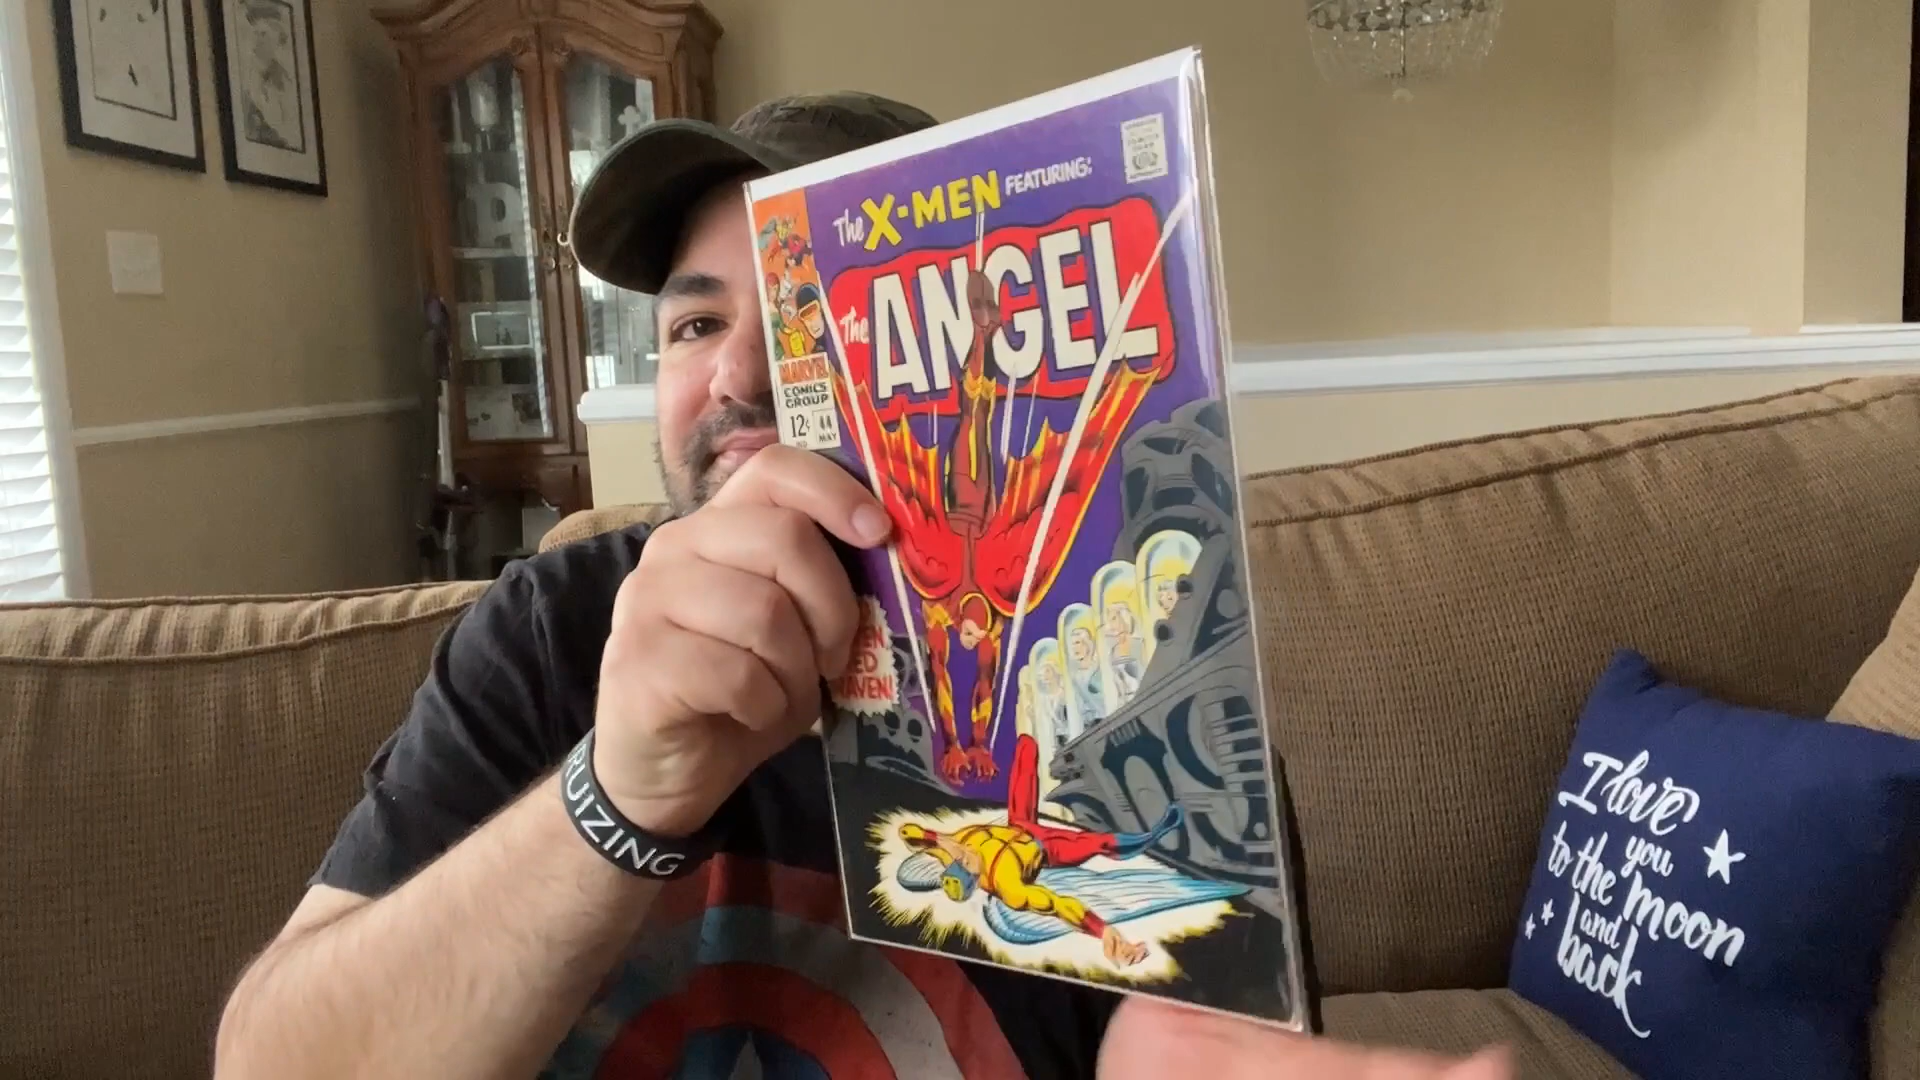 The X-MEN FEATURING:
The ANGEL
MARVEL
COMICS
GROUP
12¢
IND.
44
MAY
RED
RAVEN!
RUIZING
I love
you
to the moon
and
back